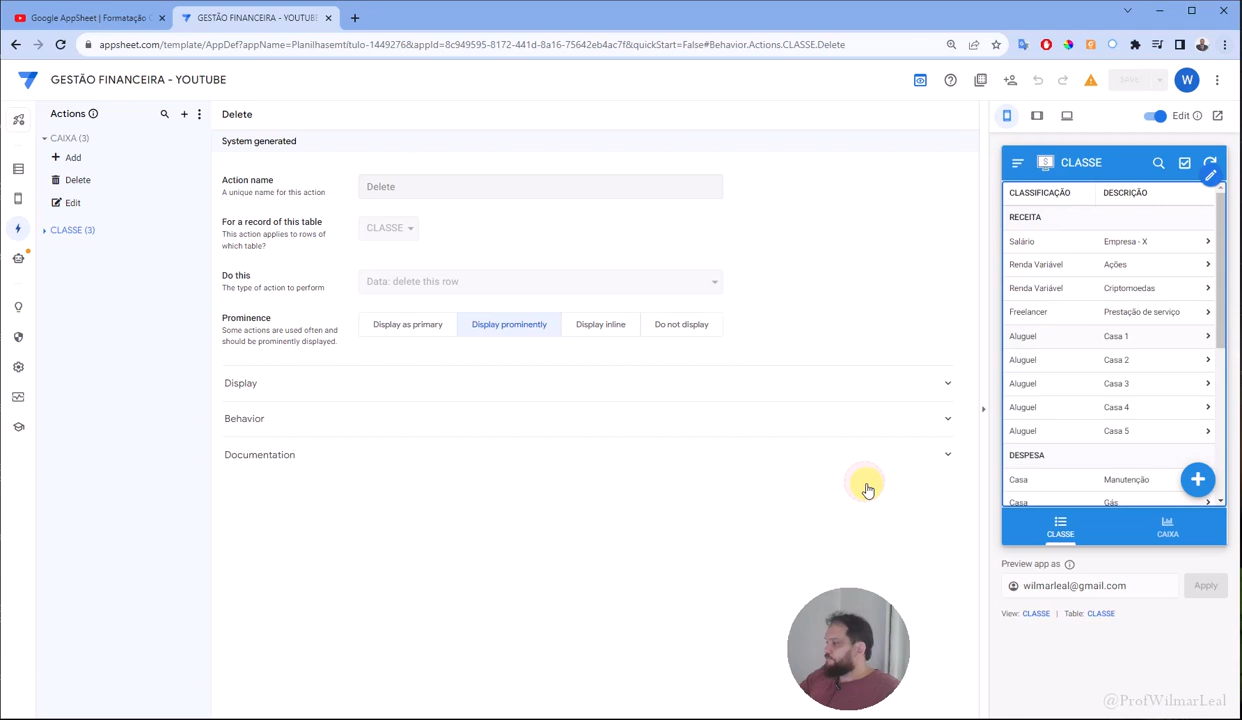 Google AppSheet | Formatação
GESTÃO FINANCEIRA - YOUTUBE
appsheet.com/template/AppDef?appName=Planilhasemtítulo-1449276&appId=8c949595-8172-441d-8a16-75642eb4ac7f&quickStart=False#Behavior.Actions.CLASSE.Delete
GESTÃO FINANCEIRA - YOUTUBE
SAVE
W
Actions
CAIXA (3)
Add
Delete
Edit
CLASSE (3)
Delete
System generated
Action name
A unique name for this action
Delete
For a record of this table
This action applies to rows of
which table?
CLASSE
Do this
The type of action to perform
Data: delete this row
Prominence
Some actions are used often and
should be prominently displayed.
Display as primary
Display prominently
Display inline
Do not display
Display
Behavior
Documentation
Edit
CLASSE
CLASSIFICAÇÃO DESCRIÇÃO
RECEITA
Salário Empresa - X
Renda Variável Ações
Renda Variável Criptomoedas
Freelancer Prestação de serviço
Aluguel Casa 1
Aluguel Casa 2
Aluguel Casa 3
Aluguel Casa 4
Aluguel Casa 5
DESPESA
Casa Manutenção
Casa Gás
CLASSE
CAIXA
Preview app as
wilmarleal@gmail.com
Apply
View: CLASSE | Table: CLASSE
@ProfWilmarLeal